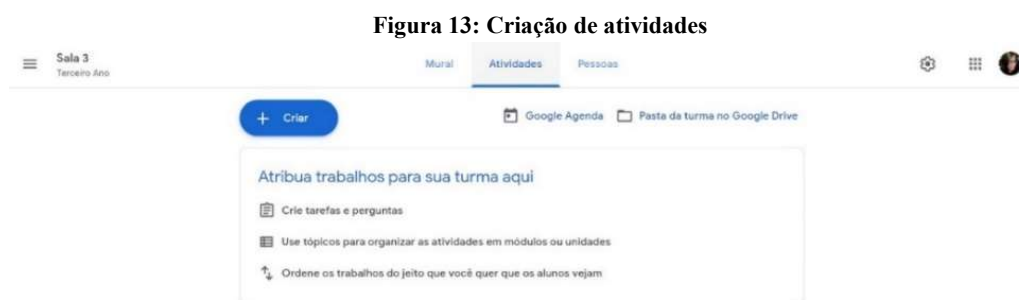 Figura 13: Criação de atividades
Sala 3
Terceiro Ano
Mural Atividades Pessoas
+ Criar
Google Agenda Pasta da turma no Google Drive
Atribua trabalhos para sua turma aqui
Crie tarefas e perguntas
Use tópicos para organizar as atividades em módulos ou unidades
Ordene os trabalhos do jeito que você quer que os alunos vejam